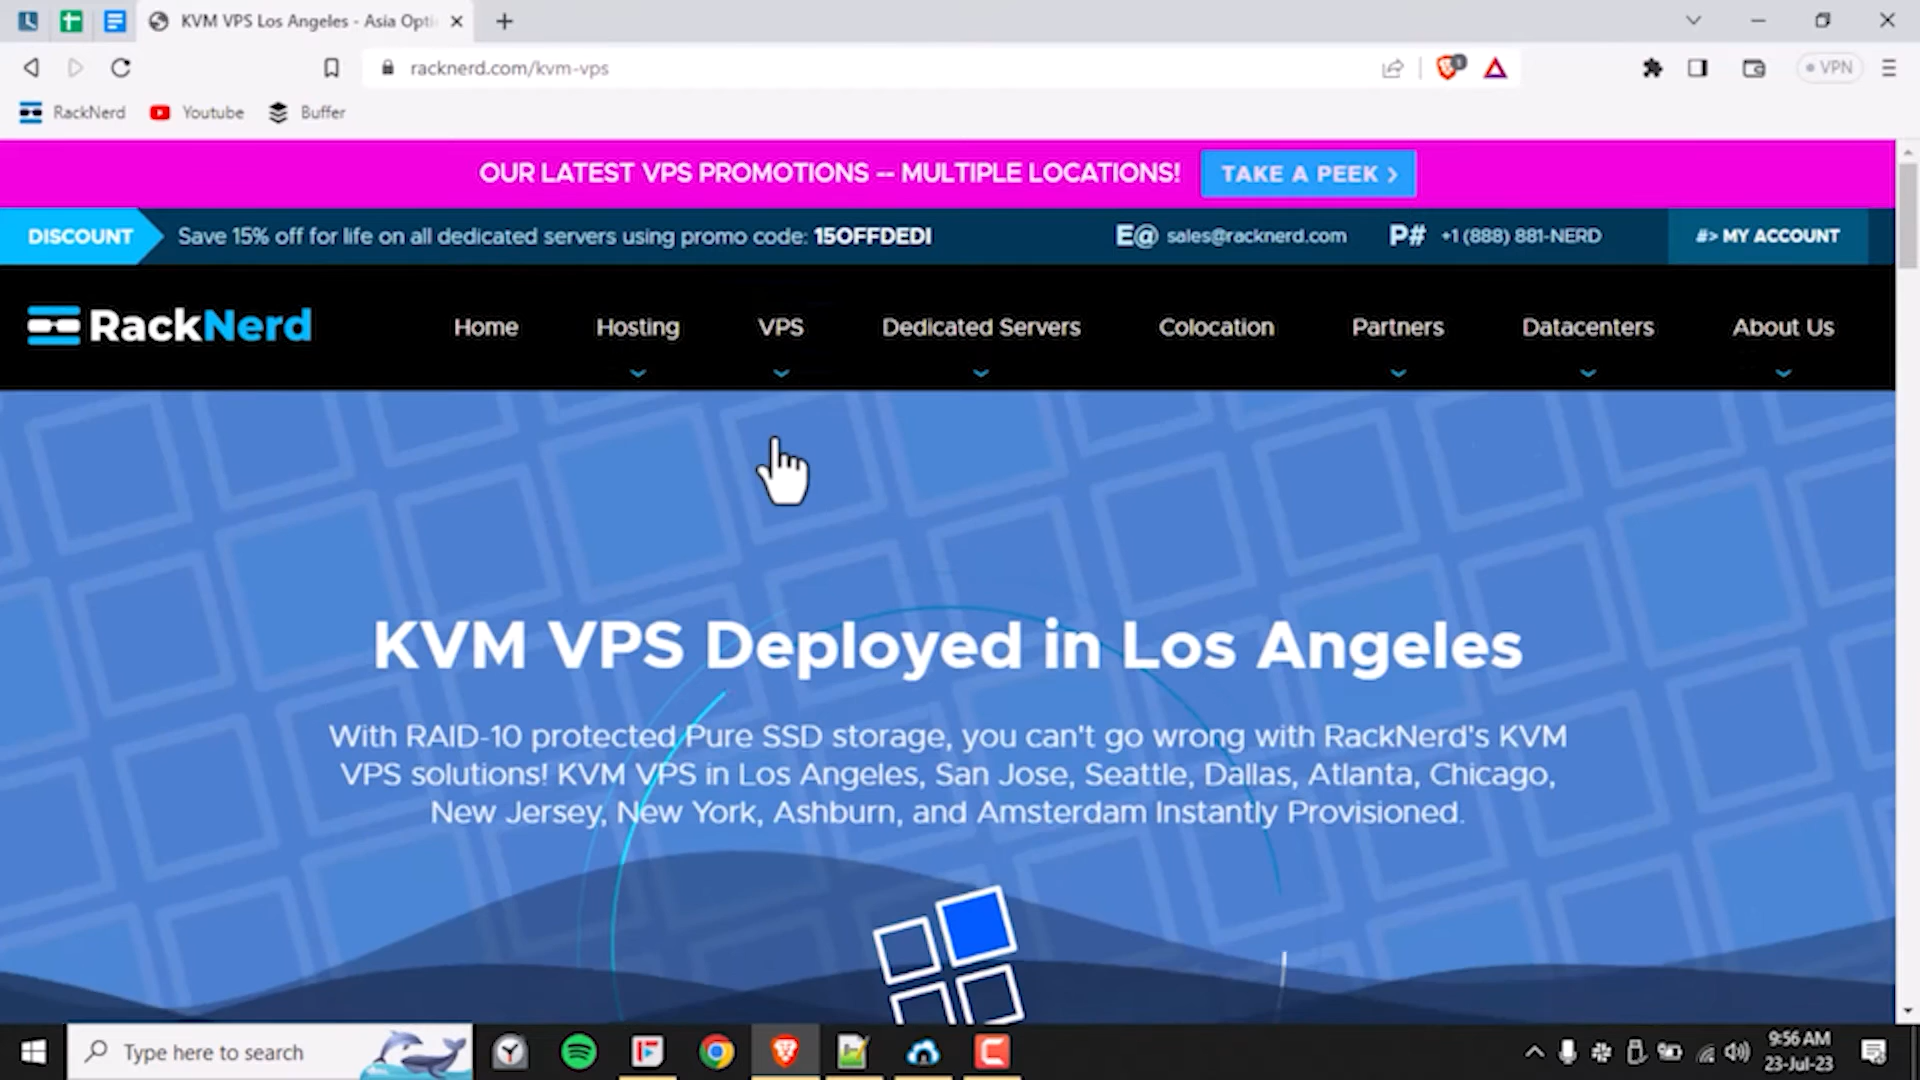 KVM VPS Los Angeles - Asia Opti
racknerd.com/kvm-vps
1
VPN
RackNerd
Youtube
Buffer
OUR LATEST VPS PROMOTIONS -- MULTIPLE LOCATIONS!
TAKE A PEEK >
DISCOUNT
Save 15% off for life on all dedicated servers using promo code: 15OFFDEDI
E@ sales@racknerd.com
P# +1 (888) 881-NERD
#> MY ACCOUNT
RackNerd
Home
Hosting
VPS
Dedicated Servers
Colocation
Partners
Datacenters
About Us
KVM VPS Deployed in Los Angeles
With RAID-10 protected Pure SSD storage, you can't go wrong with RackNerd's KVM
VPS solutions! KVM VPS in Los Angeles, San Jose, Seattle, Dallas, Atlanta, Chicago,
New Jersey, New York, Ashburn, and Amsterdam Instantly Provisioned.
Type here to search
9:56 AM
23-Jul-23